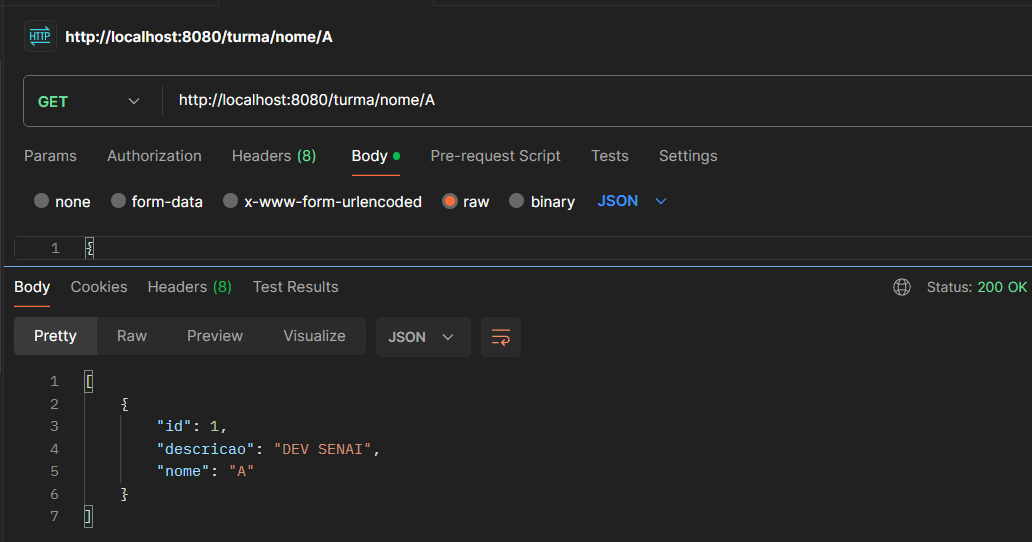 HTTP http://localhost:8080/turma/nome/A
GET http://localhost:8080/turma/nome/A
Params Authorization Headers (8) Body Pre-request Script Tests Settings
none form-data x-www-form-urlencoded raw binary JSON
1 {
Body Cookies Headers (8) Test Results Status: 200 OK
Pretty Raw Preview Visualize JSON
1 [
2 {
3 "id": 1,
4 "descricao": "DEV SENAI",
5 "nome": "A"
6 }
7 ]